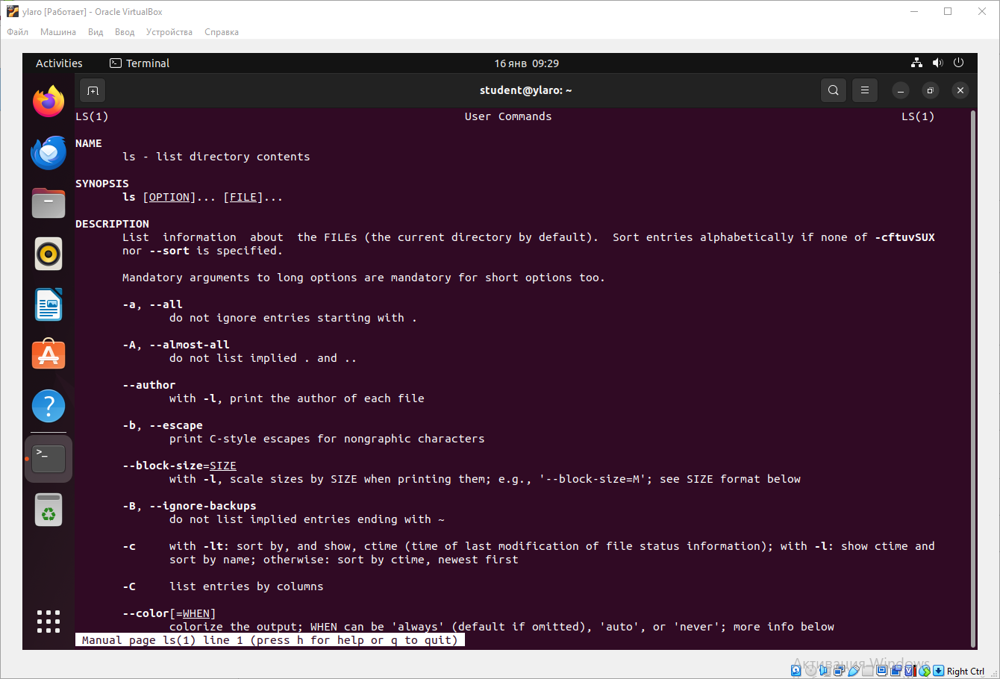 ylaro [Работает] - Oracle VirtualBox
Файл Машина Вид Ввод Устройства Справка
Activities Terminal 16 янв 09:29
student@ylaro: ~
LS(1) User Commands LS(1)
NAME
ls - list directory contents
SYNOPSIS
ls [OPTION]... [FILE]...
DESCRIPTION
List information about the FILEs (the current directory by default). Sort entries alphabetically if none of -cftuvSUX
nor --sort is specified.
Mandatory arguments to long options are mandatory for short options too.
-a, --all
do not ignore entries starting with .
-A, --almost-all
do not list implied . and ..
--author
with -l, print the author of each file
-b, --escape
print C-style escapes for nongraphic characters
--block-size=SIZE
with -l, scale sizes by SIZE when printing them; e.g., '--block-size=M'; see SIZE format below
-B, --ignore-backups
do not list implied entries ending with ~
-c with -lt: sort by, and show, ctime (time of last modification of file status information); with -l: show ctime and
sort by name; otherwise: sort by ctime, newest first
-C list entries by columns
--color[=WHEN]
colorize the output; WHEN can be 'always' (default if omitted), 'auto', or 'never'; more info below
Manual page ls(1) line 1 (press h for help or q to quit)
Активация Windows
Right Ctrl